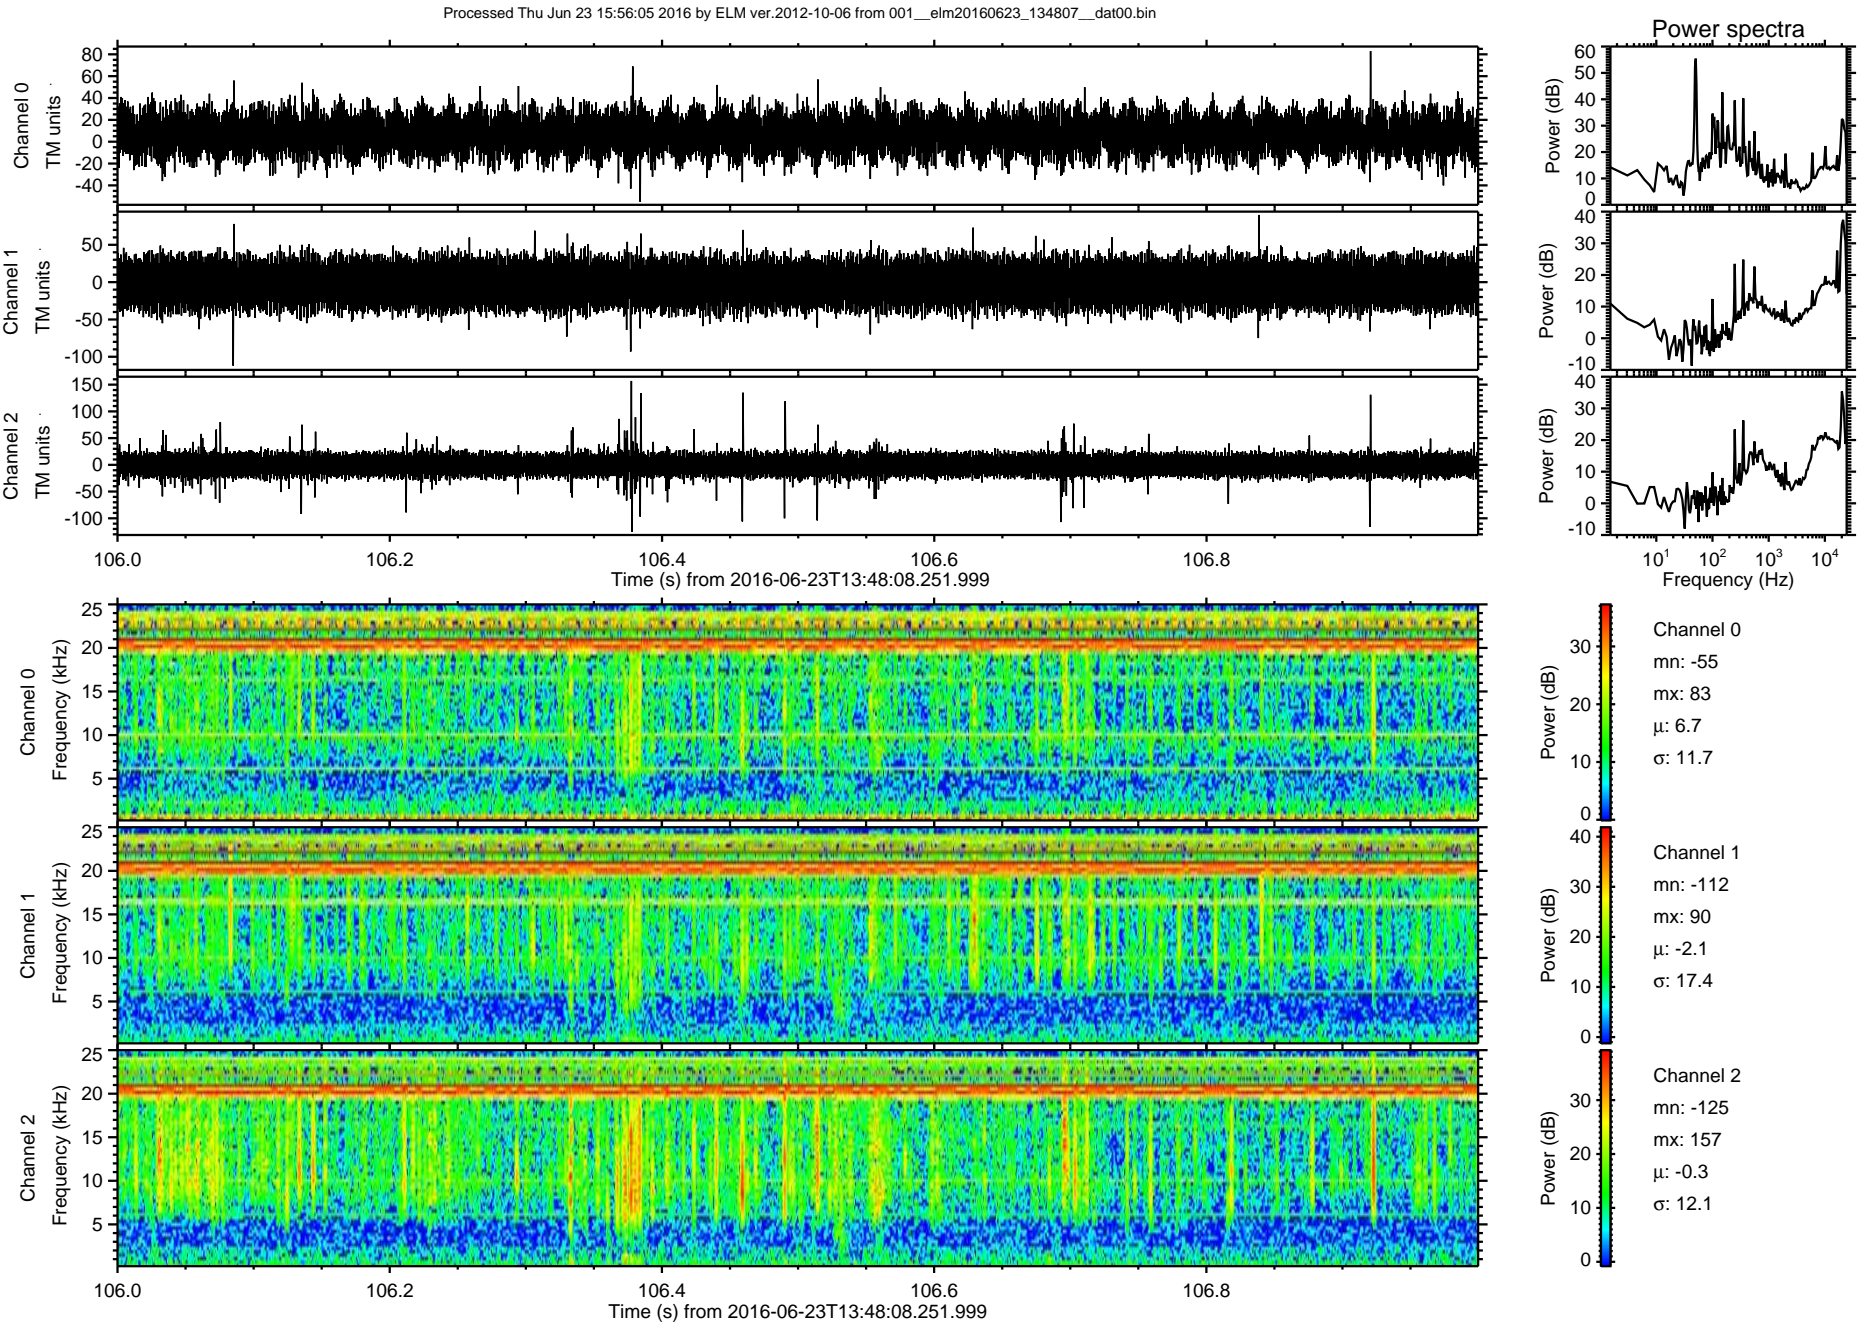 Processed Thu Jun 23 15:56:05 2016 by ELM ver.2012-10-06 from 001__elm20160623_134807__dat00.bin
Power spectra
Channel 0
TM units
80
60
40
20
0
-20
-40
Power (dB)
60
50
40
30
20
10
0
Channel 1
TM units
50
0
-50
-100
Power (dB)
40
30
20
10
0
-10
Channel 2
TM units
150
100
50
0
-50
-100
Power (dB)
40
30
20
10
0
-10
106.0 106.2 106.4 106.6 106.8
Time (s) from 2016-06-23T13:48:08.251.999
10¹ 10² 10³ 10⁴
Frequency (Hz)
Channel 0
Frequency (kHz)
25
20
15
10
5
Power (dB)
30
20
10
0
Channel 0
mn: -55
mx: 83
µ: 6.7
σ: 11.7
Channel 1
Frequency (kHz)
25
20
15
10
5
Power (dB)
40
30
20
10
0
Channel 1
mn: -112
mx: 90
µ: -2.1
σ: 17.4
Channel 2
Frequency (kHz)
25
20
15
10
5
Power (dB)
30
20
10
0
Channel 2
mn: -125
mx: 157
µ: -0.3
σ: 12.1
106.0 106.2 106.4 106.6 106.8
Time (s) from 2016-06-23T13:48:08.251.999